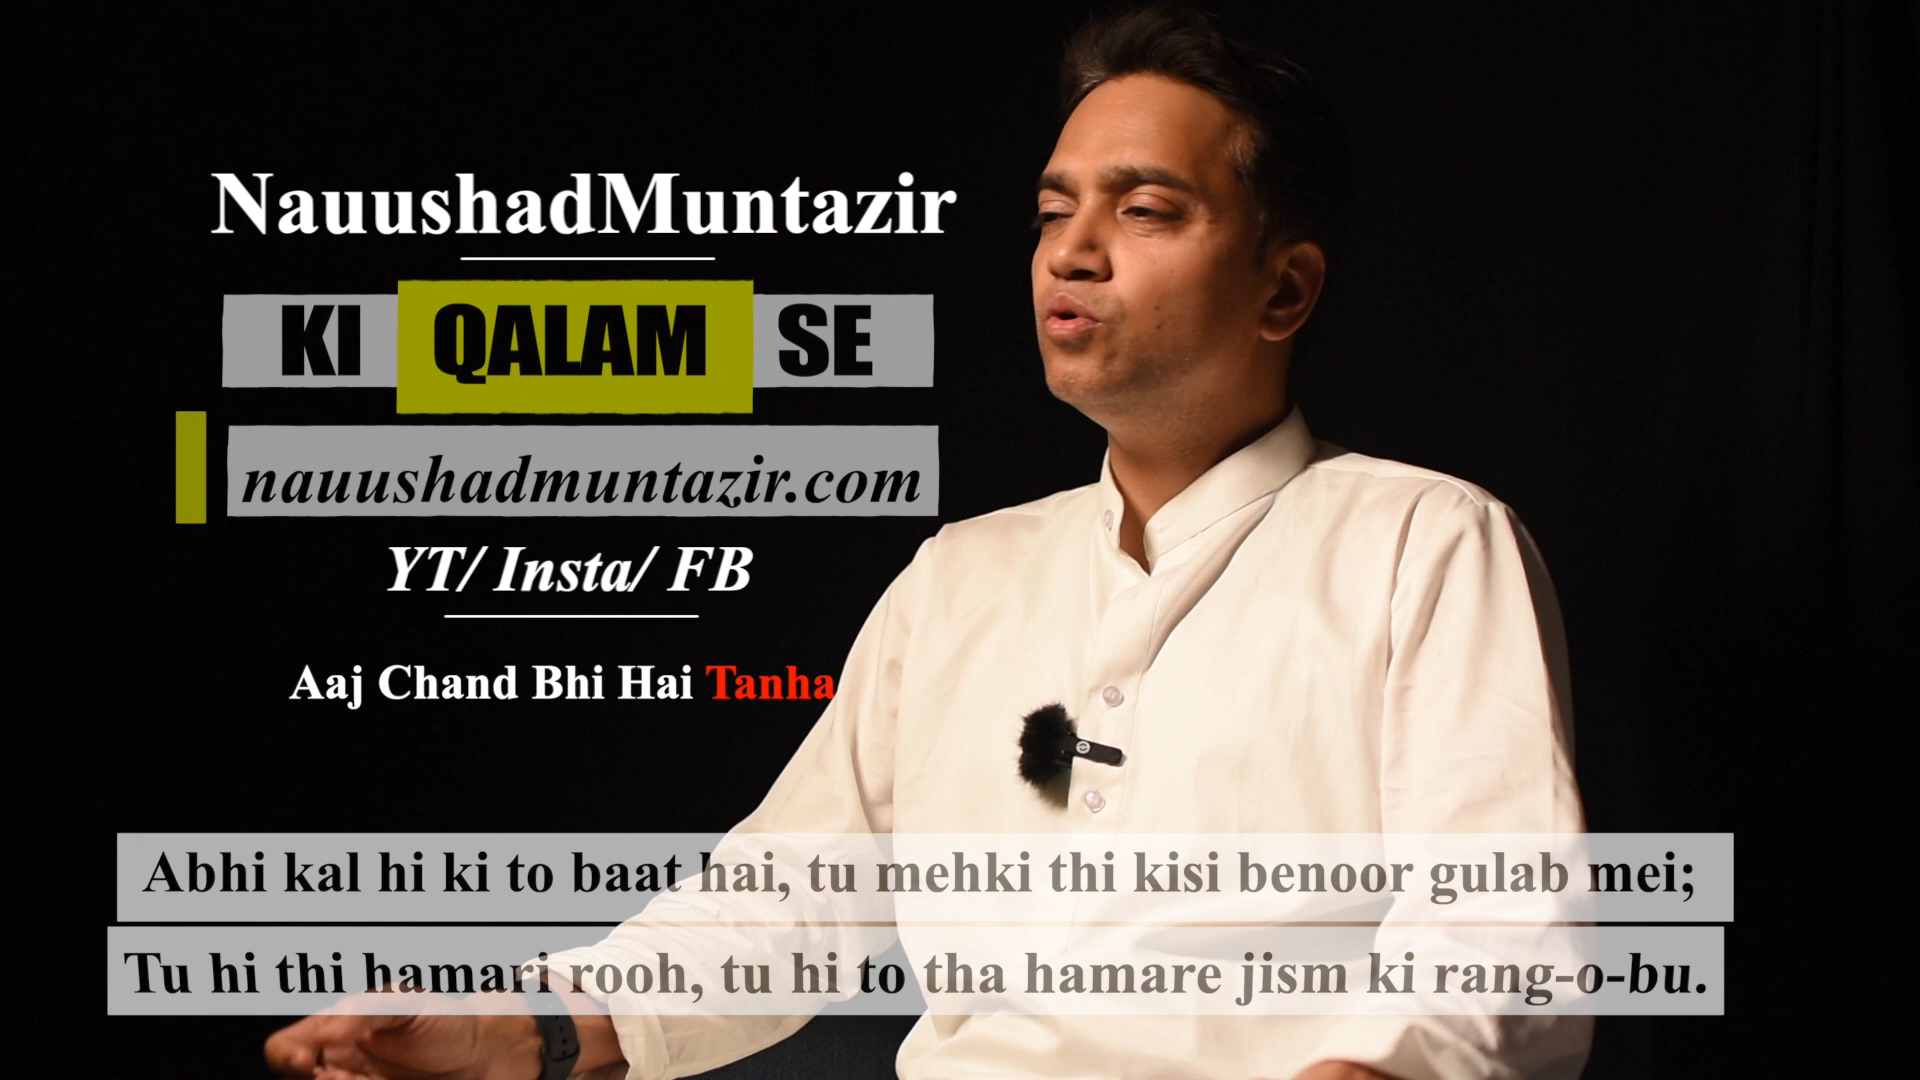 NauushadMuntazir
KI QALAM SE
nauushadmuntazir.com
YT/ Insta/ FB
Aaj Chand Bhi Hai Tanha
Abhi kal hi ki to baat hai, tu mehki thi kisi benoor gulab mei;
Tu hi thi hamari rooh, tu hi to tha hamare jism ki rang-o-bu.